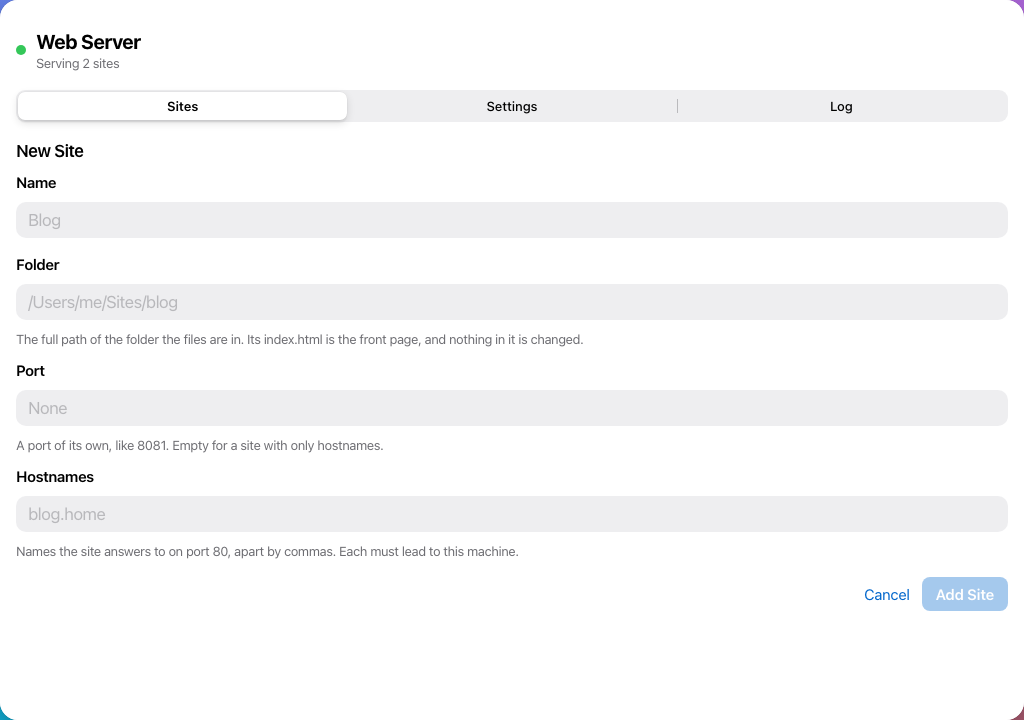 Web Server
Serving 2 sites
Sites
Settings
Log
New Site
Name
Blog
Folder
/Users/me/Sites/blog
The full path of the folder the files are in. Its index.html is the front page, and nothing in it is changed.
Port
None
A port of its own, like 8081. Empty for a site with only hostnames.
Hostnames
blog.home
Names the site answers to on port 80, apart by commas. Each must lead to this machine.
Cancel
Add Site